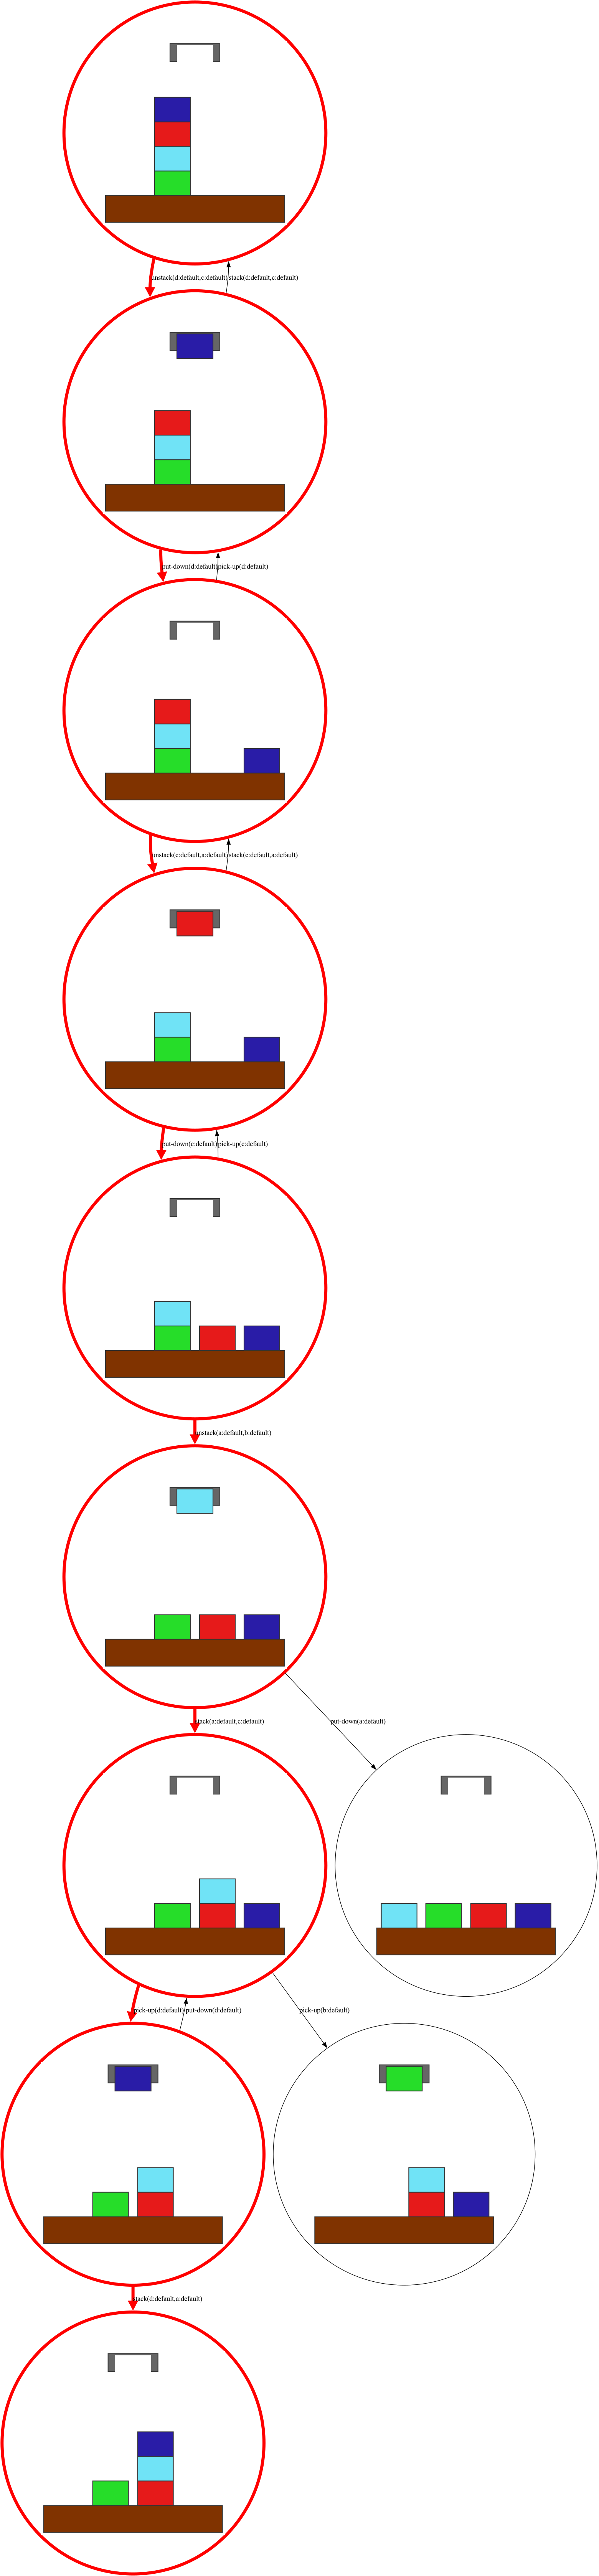 unstack(d:default,c:default) stack(d:default,c:default)
put-down(d:default) pick-up(d:default)
unstack(c:default,a:default) stack(c:default,a:default)
put-down(c:default) pick-up(c:default)
unstack(a:default,b:default)
stack(a:default,c:default) put-down(a:default)
pick-up(d:default) put-down(d:default) pick-up(b:default)
stack(d:default,a:default)